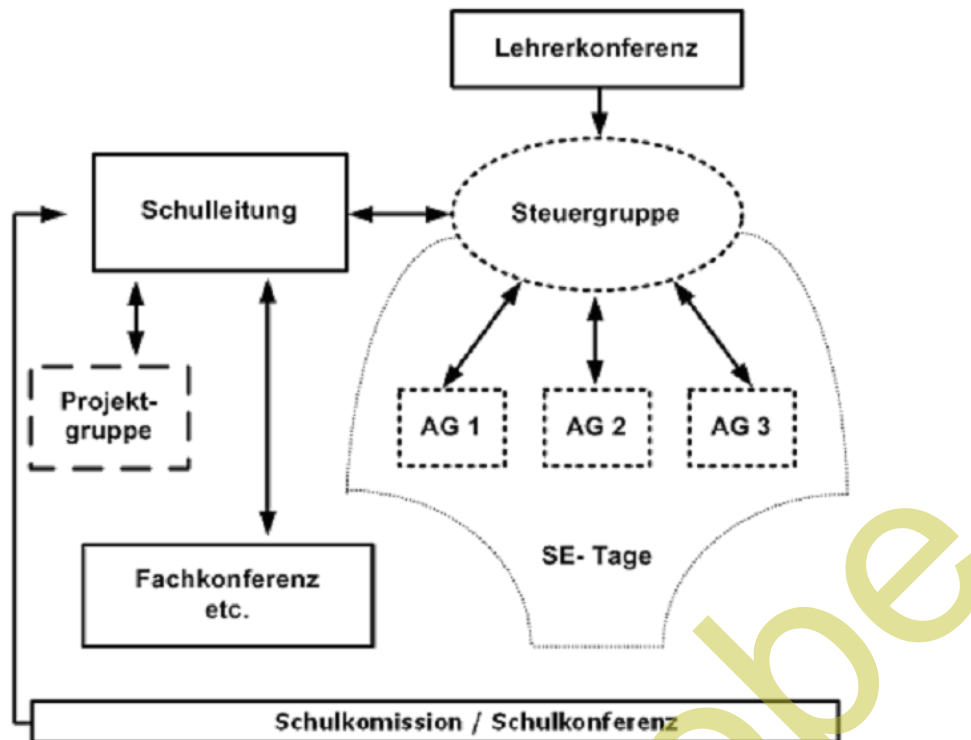 Lehrerkonferenz
Schulleitung
Steuergruppe
Projekt-
gruppe
AG 1
AG 2
AG 3
SE- Tage
Fachkonferenz
etc.
Schulkomission / Schulkonferenz